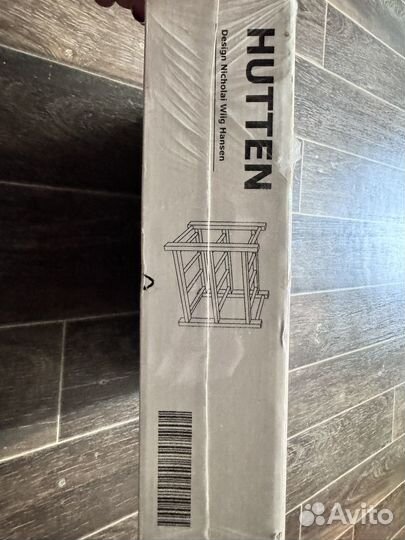 HUTTEN
Design Nicholai Wiig Hansen
Avito